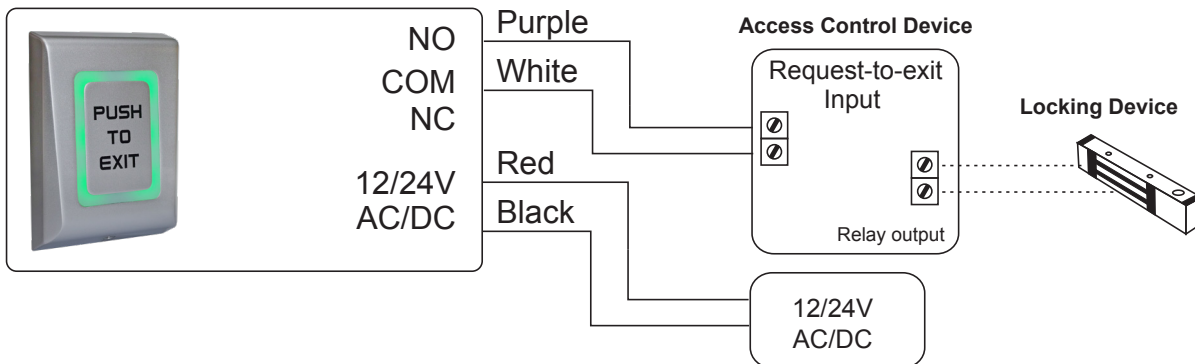 PUSH
TO
EXIT
NO
COM
NC
12/24V
AC/DC
Purple
White
Red
Black
Access Control Device
Request-to-exit
Input
Relay output
Locking Device
12/24V
AC/DC